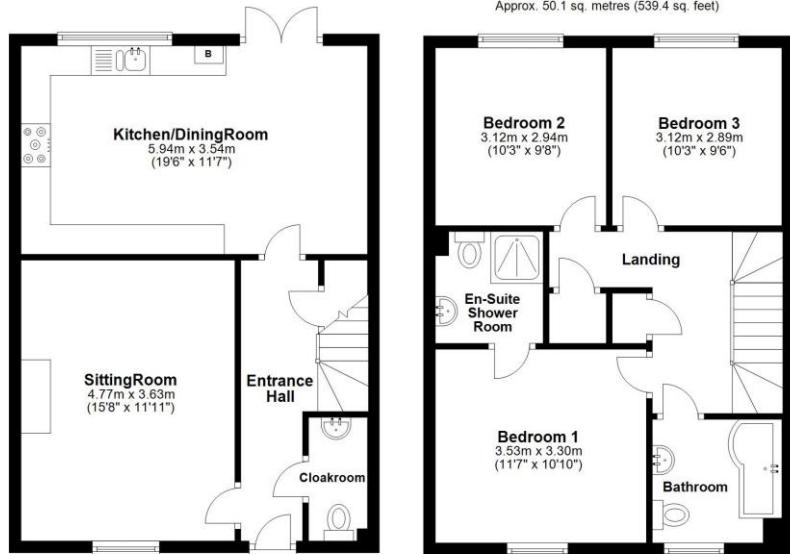 Approx. 50.1 sq. metres (539.4 sq. feet)
B
Kitchen/DiningRoom
5.94m x 3.54m
(19'6" x 11'7")
SittingRoom
4.77m x 3.63m
(15'8" x 11'11")
Entrance
Hall
Cloakroom
Bedroom 2
3.12m x 2.94m
(10'3" x 9'8")
Bedroom 3
3.12m x 2.89m
(10'3" x 9'6")
Landing
En-Suite
Shower
Room
Bedroom 1
3.53m x 3.30m
(11'7" x 10'10")
Bathroom